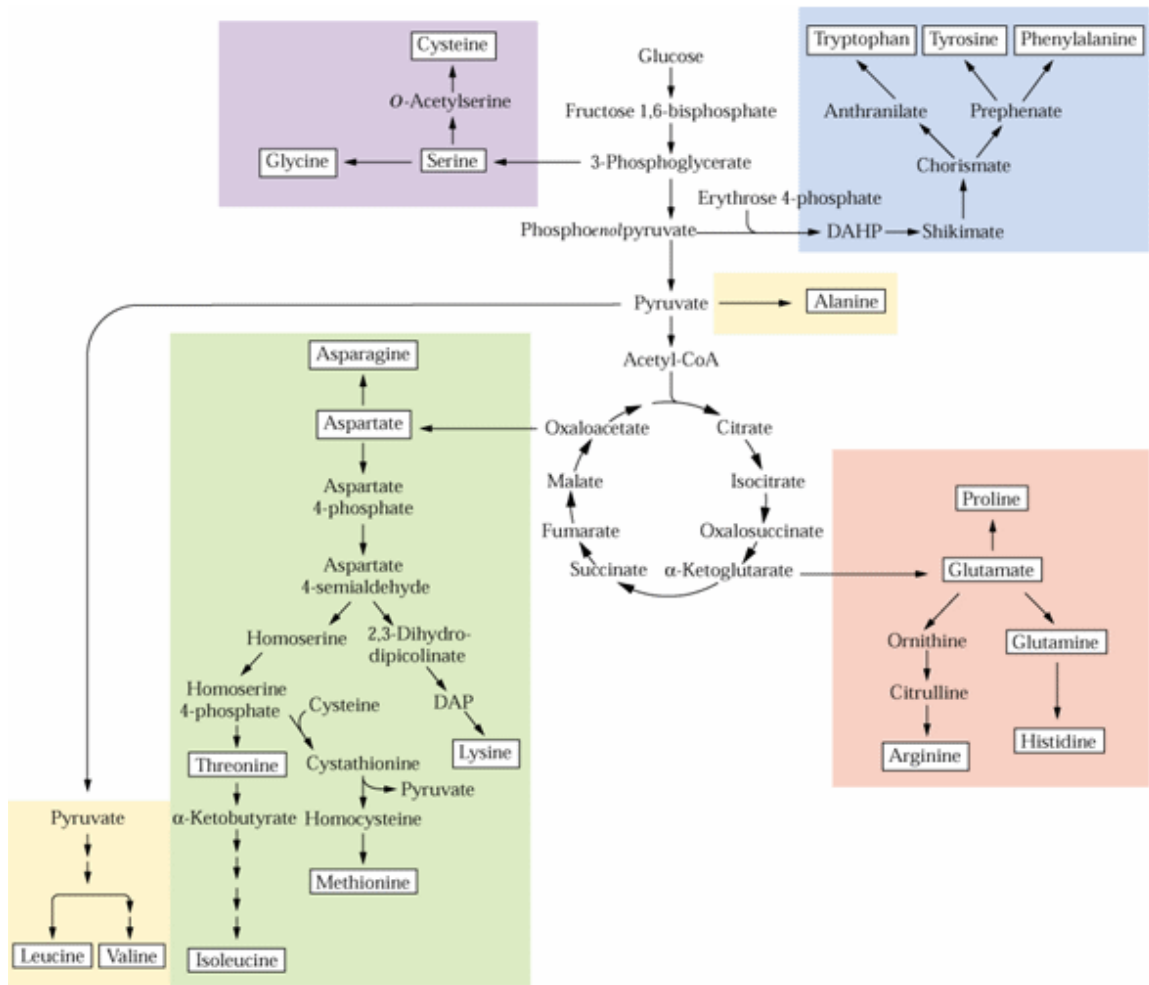 Cysteine
O-Acetylserine
Glycine
Serine
Glucose
Fructose 1,6-bisphosphate
3-Phosphoglycerate
Erythrose 4-phosphate
Phosphoenolpyruvate
Tryptophan
Tyrosine
Phenylalanine
Anthranilate
Prephenate
Chorismate
DAHP
Shikimate
Pyruvate
Alanine
Acetyl-CoA
Oxaloacetate
Citrate
Malate
Isocitrate
Fumarate
Oxalosuccinate
Succinate
α-Ketoglutarate
Asparagine
Aspartate
Aspartate
4-phosphate
Aspartate
4-semialdehyde
Homoserine
2,3-Dihydro-
dipicolinate
Homoserine
4-phosphate
Cysteine
DAP
Threonine
Cystathionine
Lysine
Pyruvate
α-Ketobutyrate
Homocysteine
Methionine
Isoleucine
Pyruvate
Leucine
Valine
Proline
Glutamate
Ornithine
Glutamine
Citrulline
Arginine
Histidine